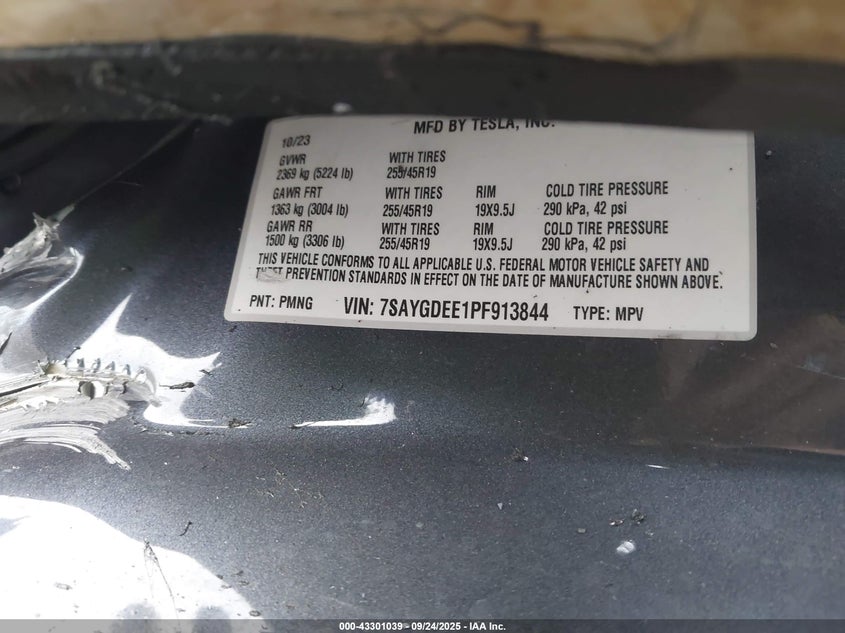 MFD BY TESLA, INC.
10/23
GVWR WITH TIRES
2369 kg (5224 lb) 255/45R19
GAWR FRT WITH TIRES RIM COLD TIRE PRESSURE
1363 kg (3004 lb) 255/45R19 19X9.5J 290 kPa, 42 psi
GAWR RR WITH TIRES RIM COLD TIRE PRESSURE
1500 kg (3306 lb) 255/45R19 19X9.5J 290 kPa, 42 psi
THIS VEHICLE CONFORMS TO ALL APPLICABLE U.S. FEDERAL MOTOR VEHICLE SAFETY AND
THEFT PREVENTION STANDARDS IN EFFECT ON THE DATE OF MANUFACTURE SHOWN ABOVE.
PNT: PMNG VIN: 7SAYGDEE1PF913844 TYPE: MPV
000-43301039 - 09/24/2025 - IAA Inc.